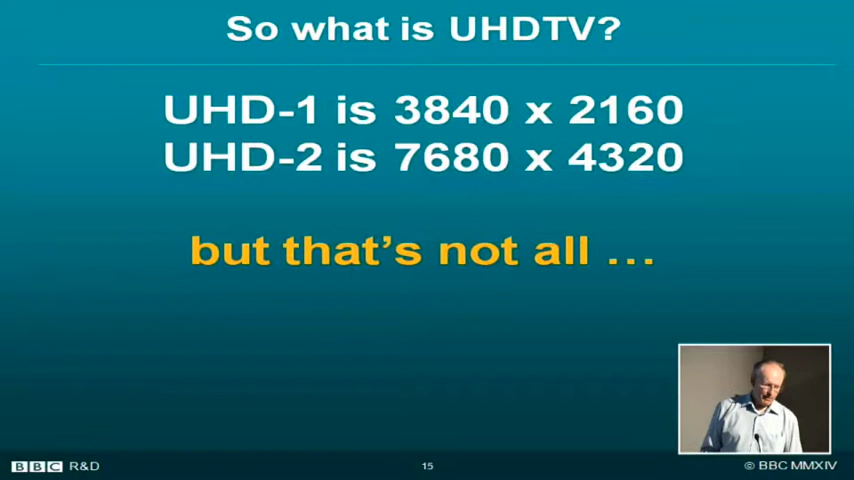 So what is UHDTV?
UHD-1 is 3840 x 2160
UHD-2 is 7680 x 4320
but that's not all ...
BBC R&D
15
© BBC MMXIV